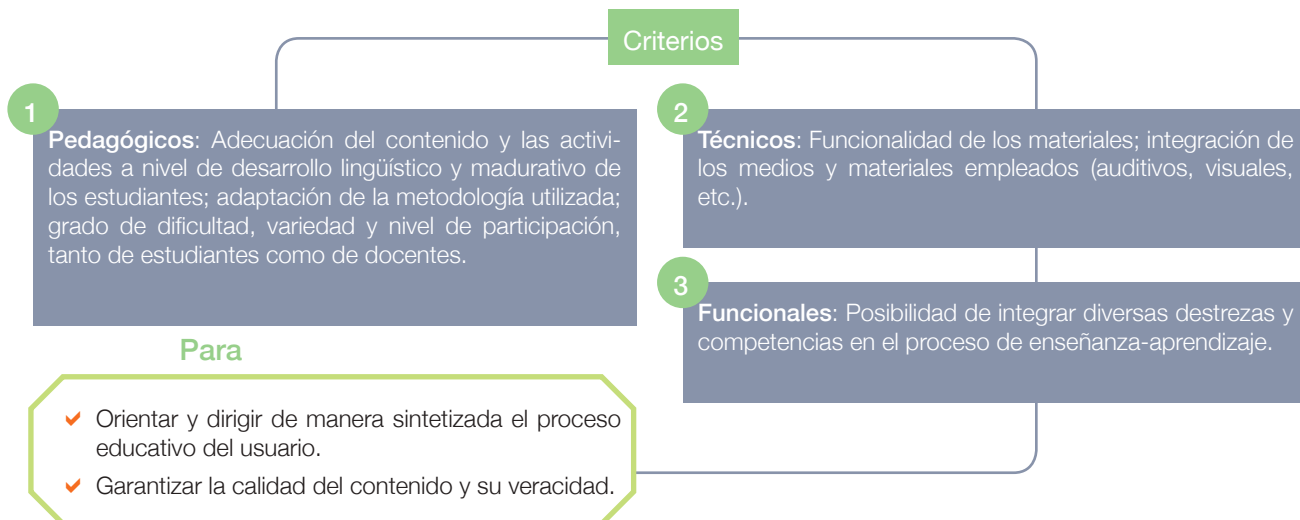 Criterios
1
Pedagógicos: Adecuación del contenido y las activi-
dades a nivel de desarrollo lingüístico y madurativo de
los estudiantes; adaptación de la metodología utilizada;
grado de dificultad, variedad y nivel de participación,
tanto de estudiantes como de docentes.
2
Técnicos: Funcionalidad de los materiales; integración de
los medios y materiales empleados (auditivos, visuales,
etc.).
3
Funcionales: Posibilidad de integrar diversas destrezas y
competencias en el proceso de enseñanza-aprendizaje.
Para
Orientar y dirigir de manera sintetizada el proceso
educativo del usuario.
Garantizar la calidad del contenido y su veracidad.